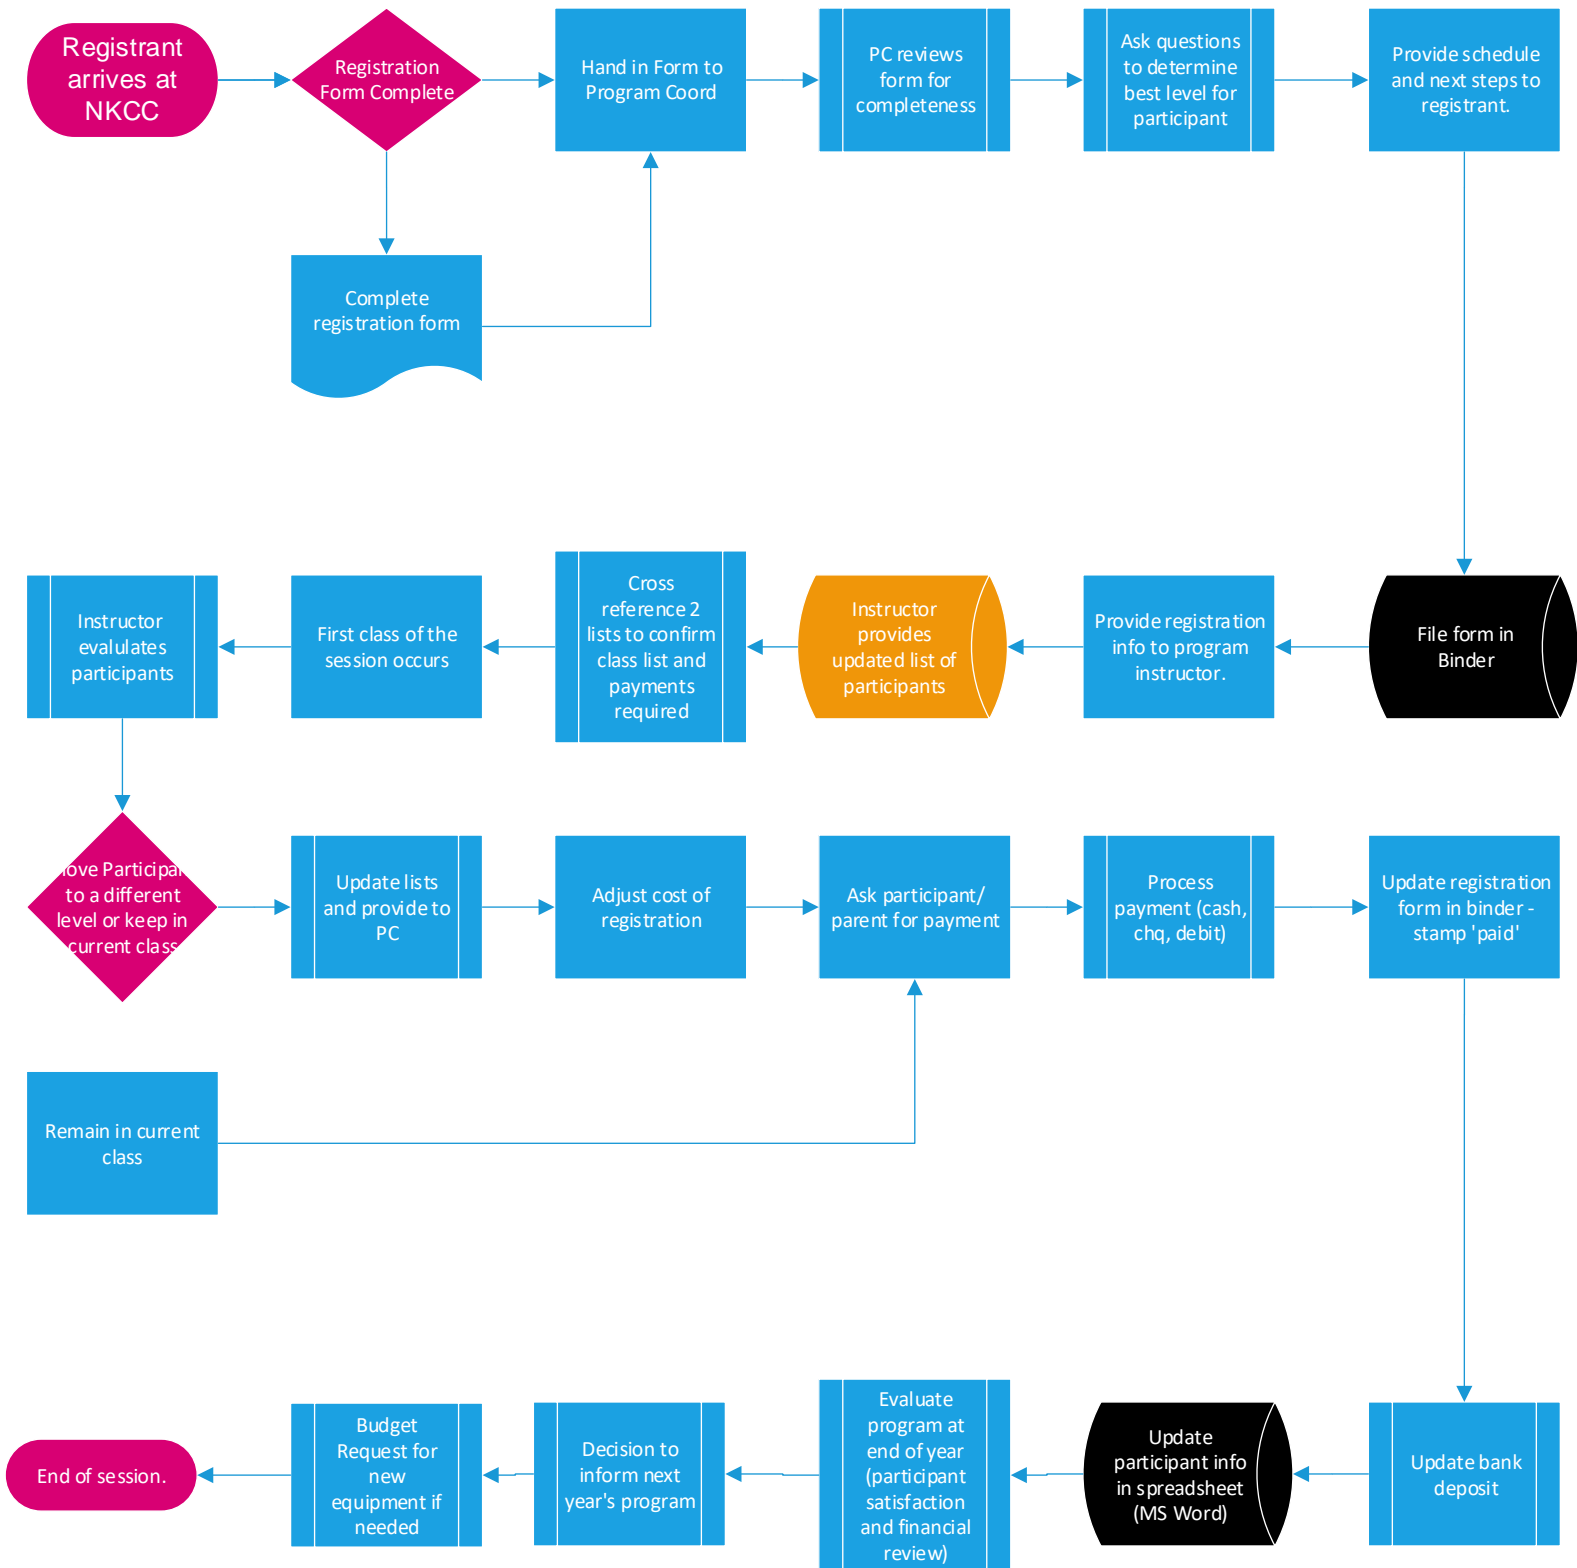 Registrant
arrives at
NKCC
Registration
Form Complete
Hand in Form to
Program Coord
PC reviews
form for
completeness
Ask questions
to determine
best level for
participant
Provide schedule
and next steps to
registrant.
Complete
registration form
Instructor
evalulates
participants
First class of the
session occurs
Cross
reference 2
lists to confirm
class list and
payments
required
Instructor
provides
updated list of
participants
Provide registration
info to program
instructor.
File form in
Binder
to a different
level or keep in
current class
Update lists
and provide to
PC
Adjust cost of
registration
Ask participant/
parent for payment
Process
payment (cash,
chq, debit)
Update registration
form in binder -
stamp 'paid'
Remain in current
class
End of session.
Budget
Request for
new
equipment if
needed
Decision to
inform next
year's program
Evaluate
program at
end of year
(participant
satisfaction
and financial
review)
Update
participant info
in spreadsheet
(MS Word)
Update bank
deposit